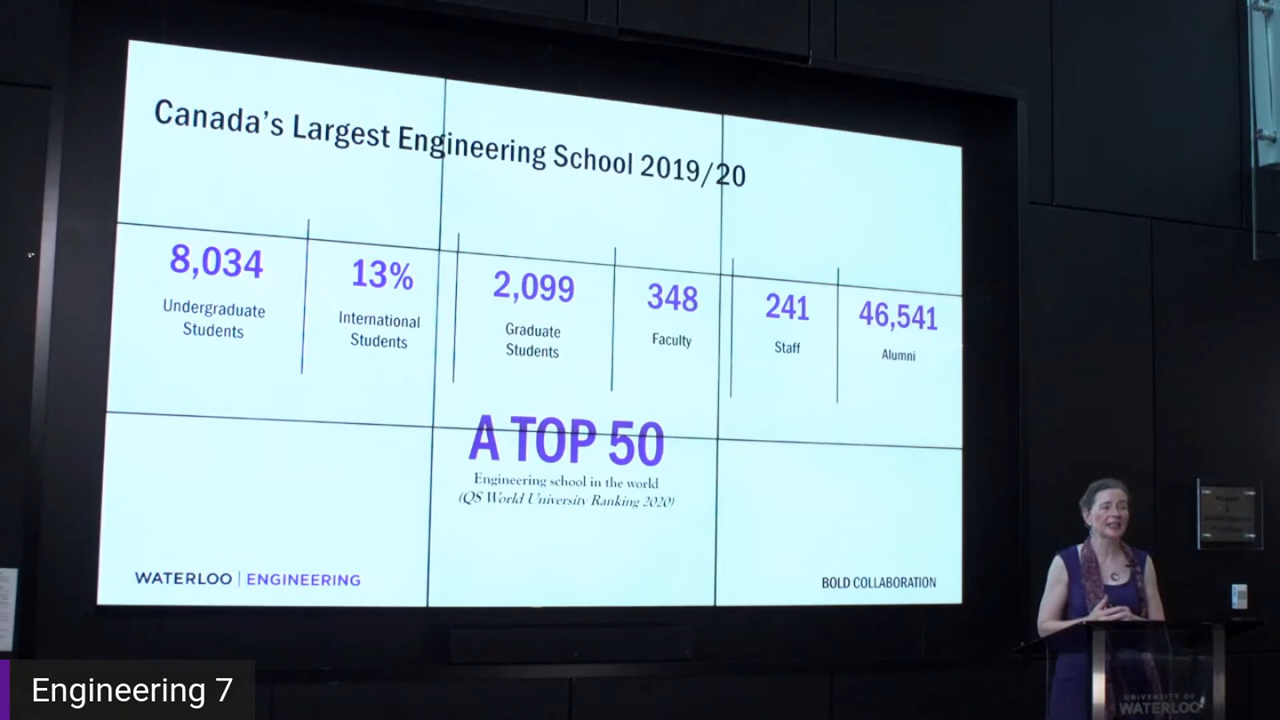 Canada's Largest Engineering School 2019/20
8,034
Undergraduate
Students
13%
International
Students
2,099
Graduate
Students
348
Faculty
241
Staff
46,541
Alumni
A TOP 50
Engineering school in the world
(QS World University Ranking 2020)
WATERLOO | ENGINEERING
BOLD COLLABORATION
UNIVERSITY OF
WATERLOO
Engineering 7